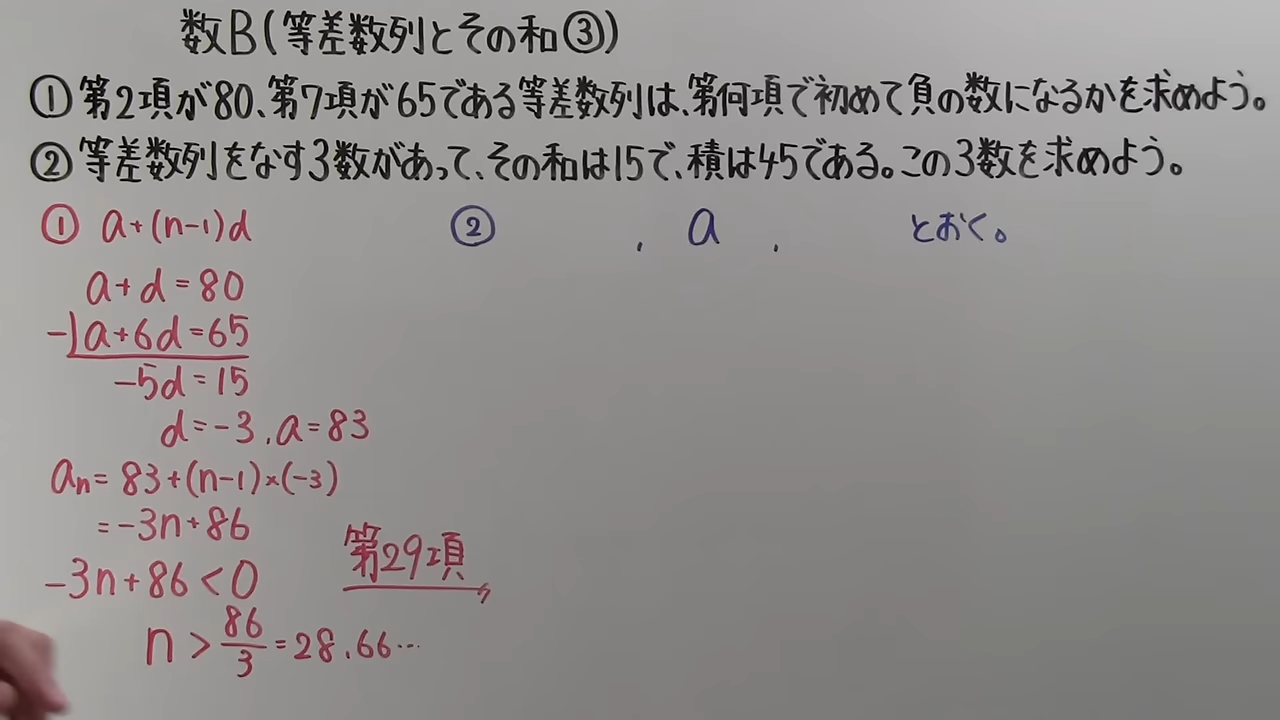 数B(等差数列とその和③)
①第2項が80、第7項が65である等差数列は、第何項で初めて負の数になるかを求めよう。
②等差数列をなす3数があって、その和は15で、積は45である。この3数を求めよう。
① a+(n-1)d
a+d=80
-)a+6d=65
-5d=15
d=-3, a=83
an=83+(n-1)×(-3)
=-3n+86
-3n+86<0
n>86/3=28.66…
第29項
② , a , とおく。